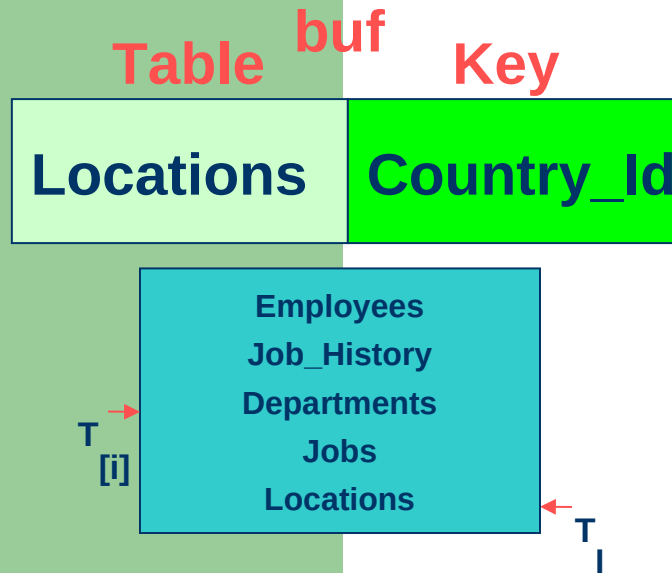 buf
Table Key
Locations Country_Id
Employees
Job_History
Departments
Jobs
Locations
T
[i]
T